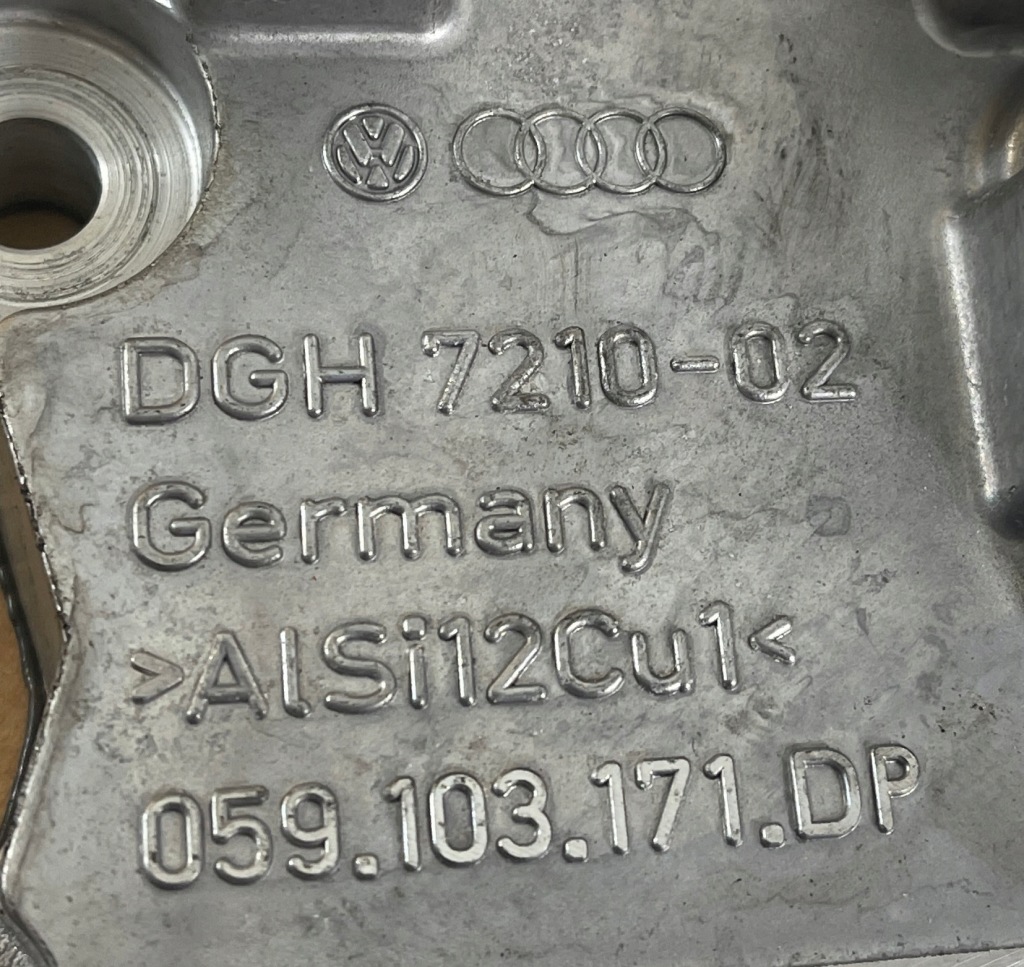 DGH 7210-02
Germany
>AlSi12Cu1<
059.103.171.DP